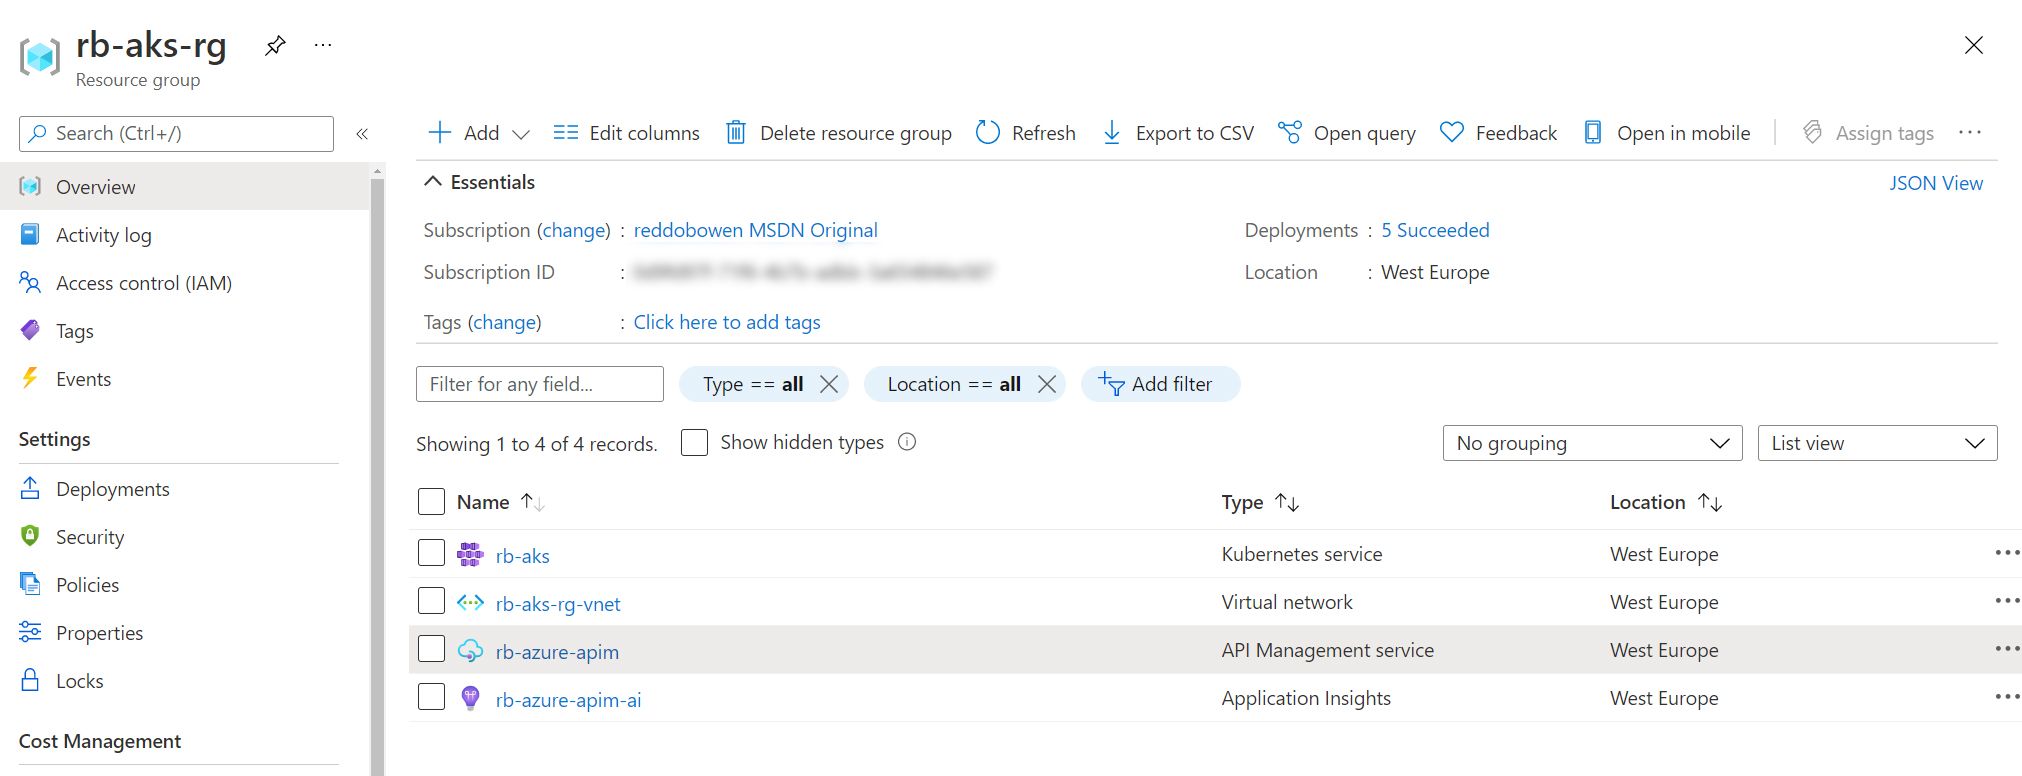 rb-aks-rg
Resource group
Search (Ctrl+/)
Overview
Activity log
Access control (IAM)
Tags
Events
Settings
Deployments
Security
Policies
Properties
Locks
Cost Management
Add
Edit columns
Delete resource group
Refresh
Export to CSV
Open query
Feedback
Open in mobile
Assign tags
Essentials
JSON View
Subscription (change) : reddobowen MSDN Original
Deployments : 5 Succeeded
Subscription ID :
Location : West Europe
Tags (change) : Click here to add tags
Filter for any field...
Type == all
Location == all
Add filter
Showing 1 to 4 of 4 records.
Show hidden types
No grouping
List view
Name Type Location
rb-aks Kubernetes service West Europe
rb-aks-rg-vnet Virtual network West Europe
rb-azure-apim API Management service West Europe
rb-azure-apim-ai Application Insights West Europe